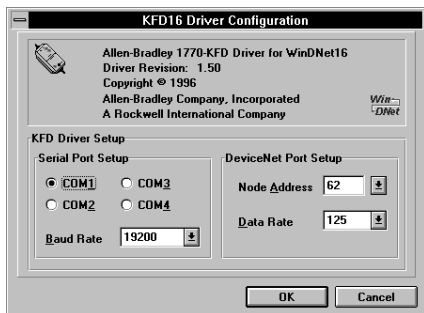 KFD16 Driver Configuration
Allen-Bradley 1770-KFD Driver for WinDNet16
Driver Revision: 1.50
Copyright © 1996
Allen-Bradley Company, Incorporated
A Rockwell International Company
Win-
DNet
KFD Driver Setup
Serial Port Setup
COM1
COM3
COM2
COM4
Baud Rate 19200
DeviceNet Port Setup
Node Address 62
Data Rate 125
OK
Cancel